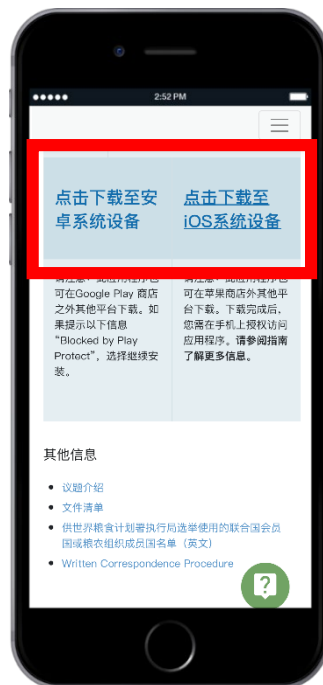 2:52 PM
点击下载至安
卓系统设备
点击下载至
iOS系统设备
可在Google Play 商店
之外其他平台下载。如
果提示以下信息
“Blocked by Play
Protect”，选择继续安
装。
可在苹果商店外其他平
台下载。下载完成后，
您需在手机上授权访问
应用程序。请参阅指南
了解更多信息。
其他信息
议题介绍
文件清单
供世界粮食计划署执行局选举使用的联合国会员
国或粮农组织成员国名单（英文）
Written Correspondence Procedure
?